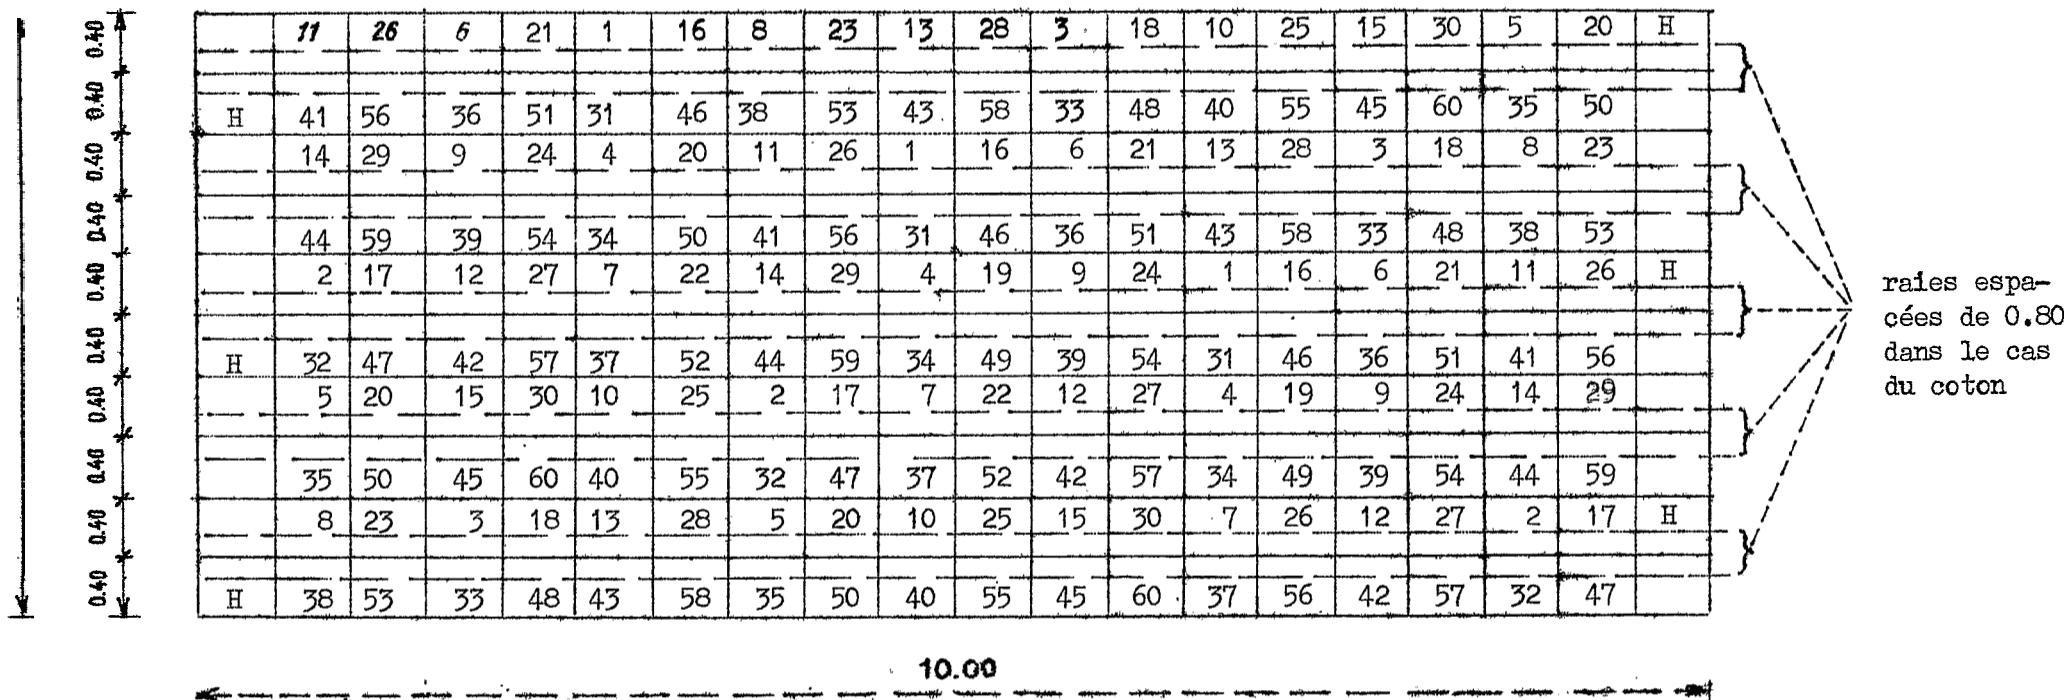 0.40 11 26 6 21 1 16 8 23 13 28 3 18 10 25 15 30 5 20 H
0.40 H 41 56 36 51 31 46 38 53 43 58 33 48 40 55 45 60 35 50
0.40 14 29 9 24 4 20 11 26 1 16 6 21 13 28 3 18 8 23
0.40 44 59 39 54 34 50 41 56 31 46 36 51 43 58 33 48 38 53
0.40 2 17 12 27 7 22 14 29 4 19 9 24 1 16 6 21 11 26 H
0.40 H 32 47 42 57 37 52 44 59 34 49 39 54 31 46 36 51 41 56
0.40 5 20 15 30 10 25 2 17 7 22 12 27 4 19 9 24 14 29
0.40 35 50 45 60 40 55 32 47 37 52 42 57 34 49 39 54 44 59
0.40 8 23 3 18 13 28 5 20 10 25 15 30 7 26 12 27 2 17 H
0.40 H 38 53 33 48 43 58 35 50 40 55 45 60 37 56 42 57 32 47
raies espa-
cées de 0.80
dans le cas
du coton
10.00